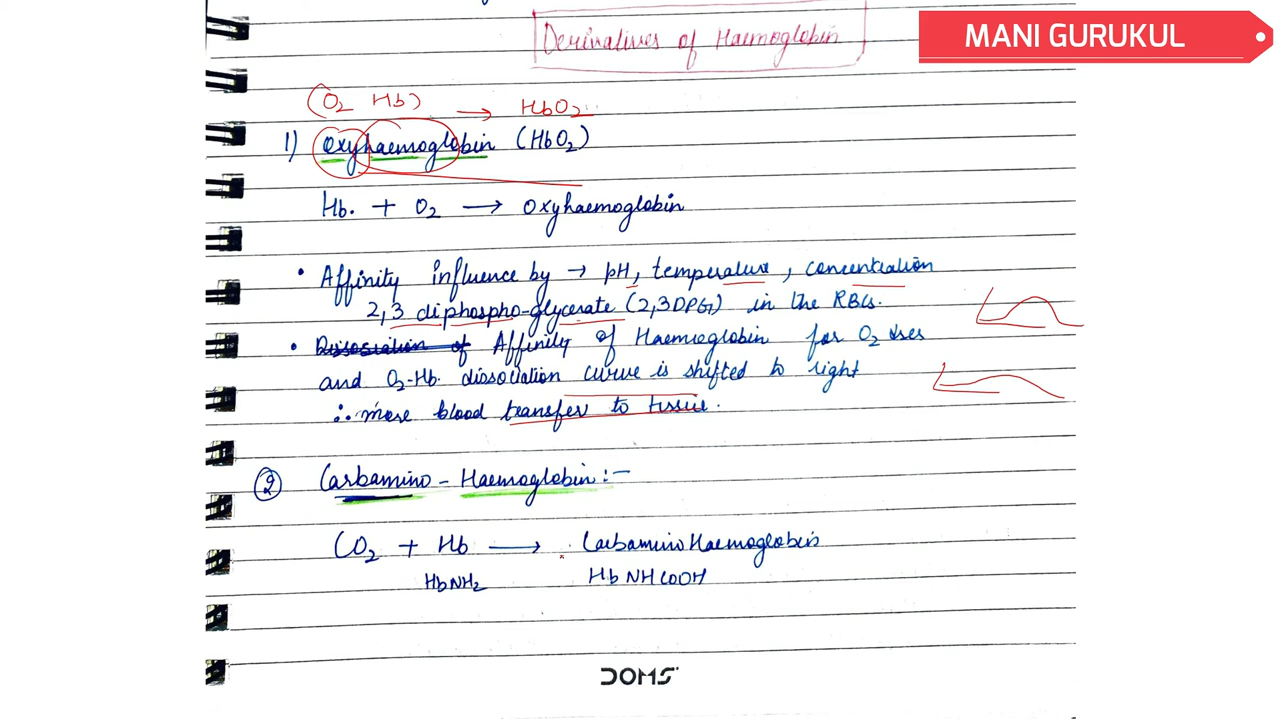 MANI GURUKUL
Derivatives of Haemoglobin
(O2 Hb) → HbO2
1) Oxyhaemoglobin (HbO2)
Hb. + O2 → Oxyhaemoglobin
• Affinity influence by → pH, temperature, concentration
2,3 diphospho-glycerate (2,3DPG) in the RBCs.
• Dissosiation of Affinity of Haemoglobin for O2 ↓ses
and O2-Hb. dissociation curve is shifted to right
∴ more blood transfer to tissue.
② Carbamino - Haemoglobin :-
CO2 + Hb → Carbamino Haemoglobin
HbNH2 HbNHCOOH
DOMS